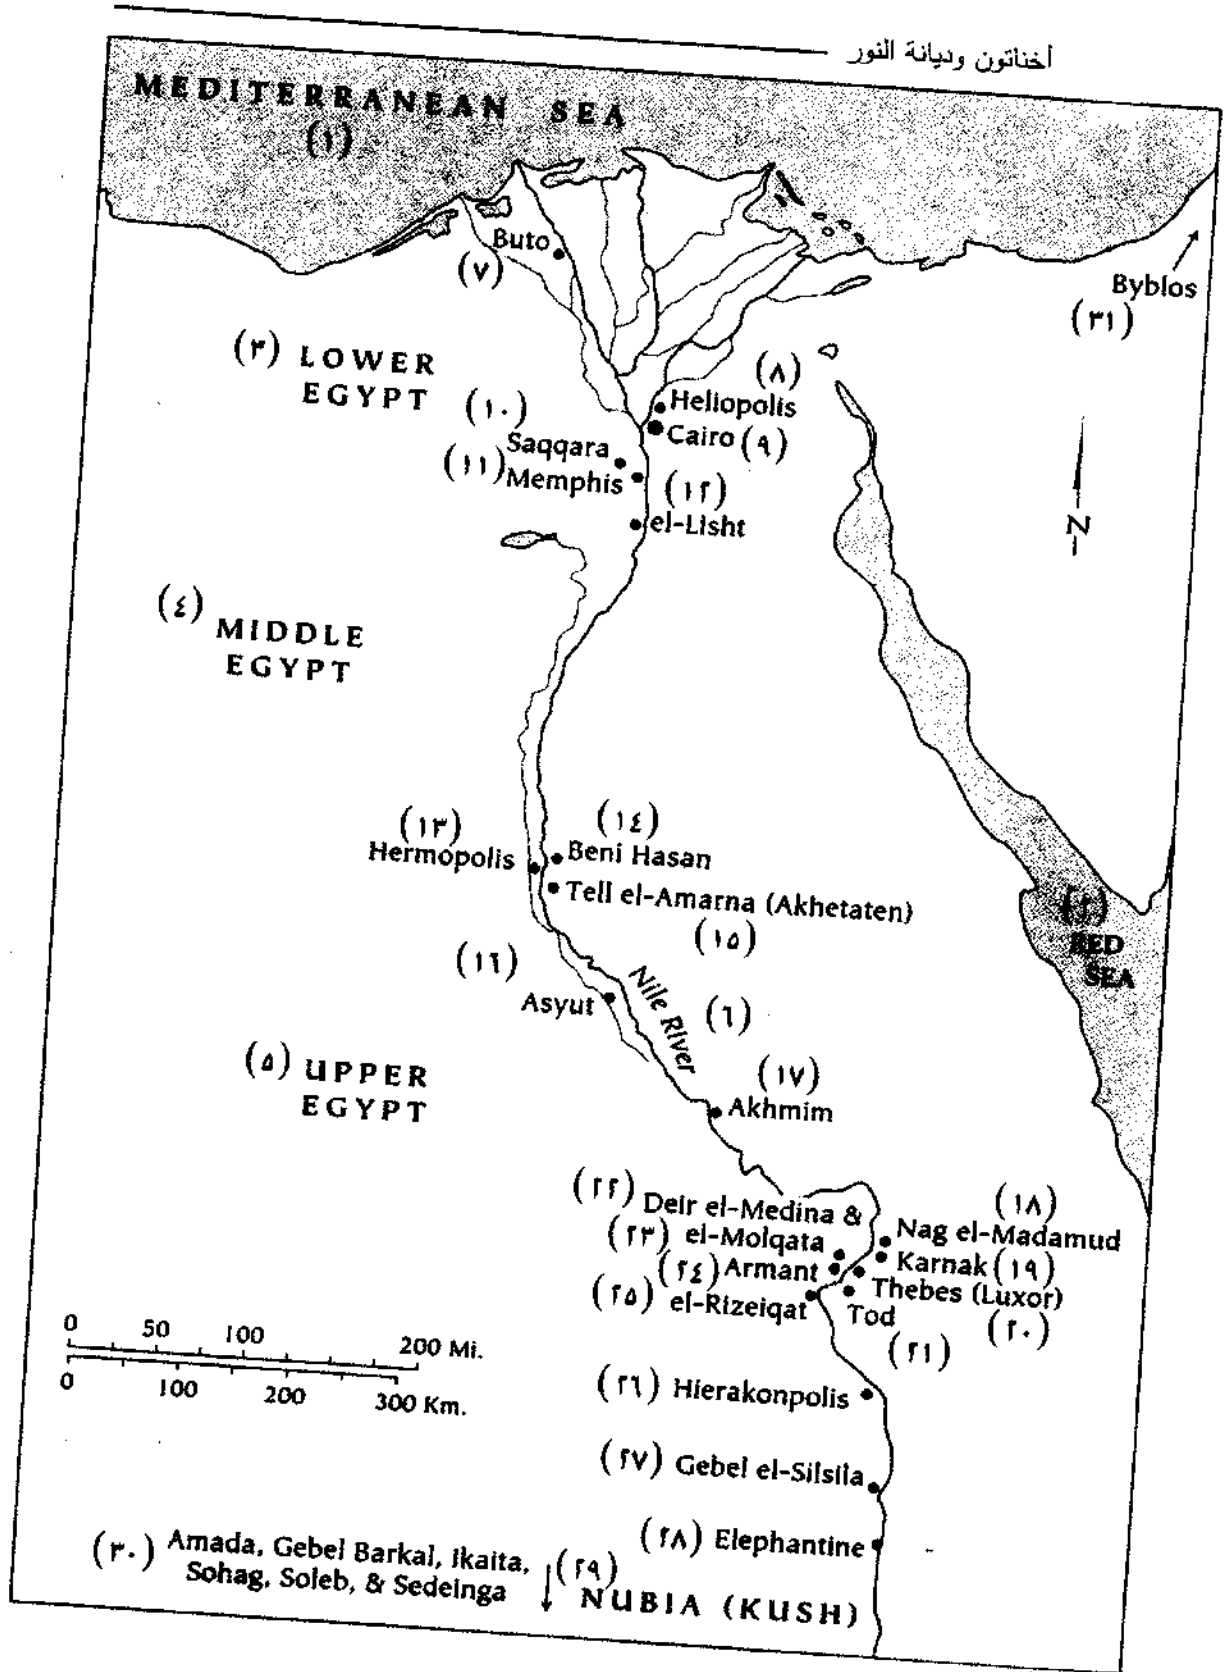 أخناتون وديانة النور
MEDITERRANEAN SEA
(١)
Buto
(٧)
Byblos
(٣١)
(٣) LOWER
EGYPT
(٨)
Heliopolis
Cairo (٩)
(١٠)
Saqqara
(١١) Memphis
(١٢)
el-Lisht
N
(٤)
MIDDLE
EGYPT
(١٣)
Hermopolis
(١٤)
Beni Hasan
Tell el-Amarna (Akhetaten)
(١٥)
(٢)
RED
SEA
(١٦)
Asyut
Nile River
(٦)
(٥) UPPER
EGYPT
(١٧)
Akhmim
(٢٢) Deir el-Medina &
(٢٣) el-Molqata
(٢٤) Armant
(٢٥) el-Rizeiqat
(١٨)
Nag el-Madamud
Karnak (١٩)
Thebes (Luxor)
(٢٠)
Tod
(٢١)
0 50 100 200 Mi.
0 100 200 300 Km.
(٢٦) Hierakonpolis
(٢٧) Gebel el-Silsila
(٢٨) Elephantine
(٣٠) Amada, Gebel Barkal, Ikaita,
Sohag, Soleb, & Sedeinga
(٢٩)
NUBIA (KUSH)